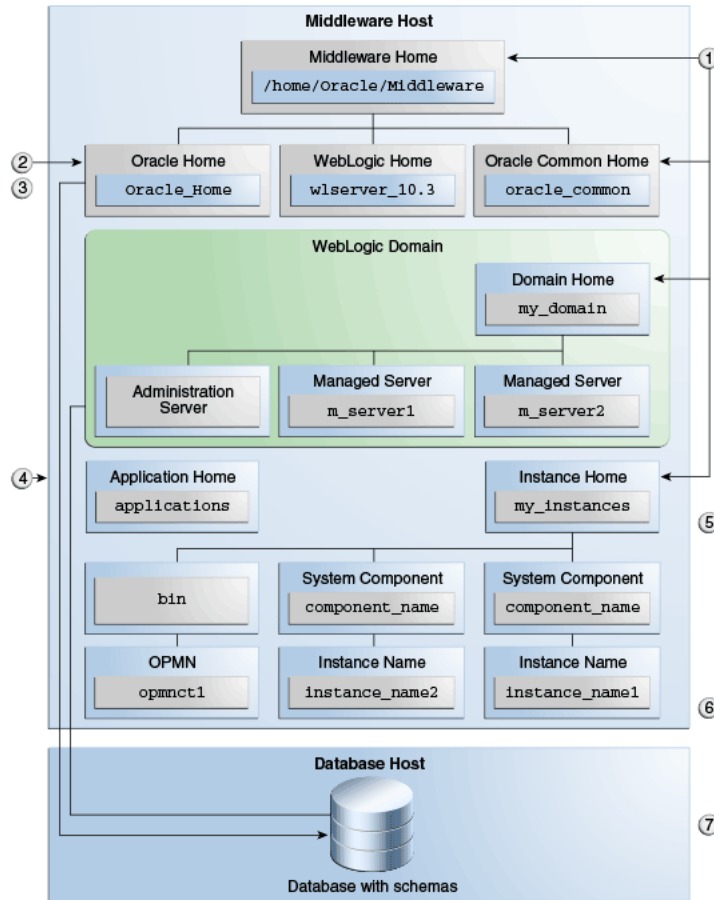 Middleware Host
Middleware Home
/home/Oracle/Middleware
1
2
3
Oracle Home
Oracle_Home
WebLogic Home
wlserver_10.3
Oracle Common Home
oracle_common
WebLogic Domain
Domain Home
my_domain
Administration
Server
Managed Server
m_server1
Managed Server
m_server2
4
Application Home
applications
Instance Home
my_instances
5
bin
System Component
component_name
System Component
component_name
OPMN
opmnct1
Instance Name
instance_name2
Instance Name
instance_name1
6
Database Host
7
Database with schemas